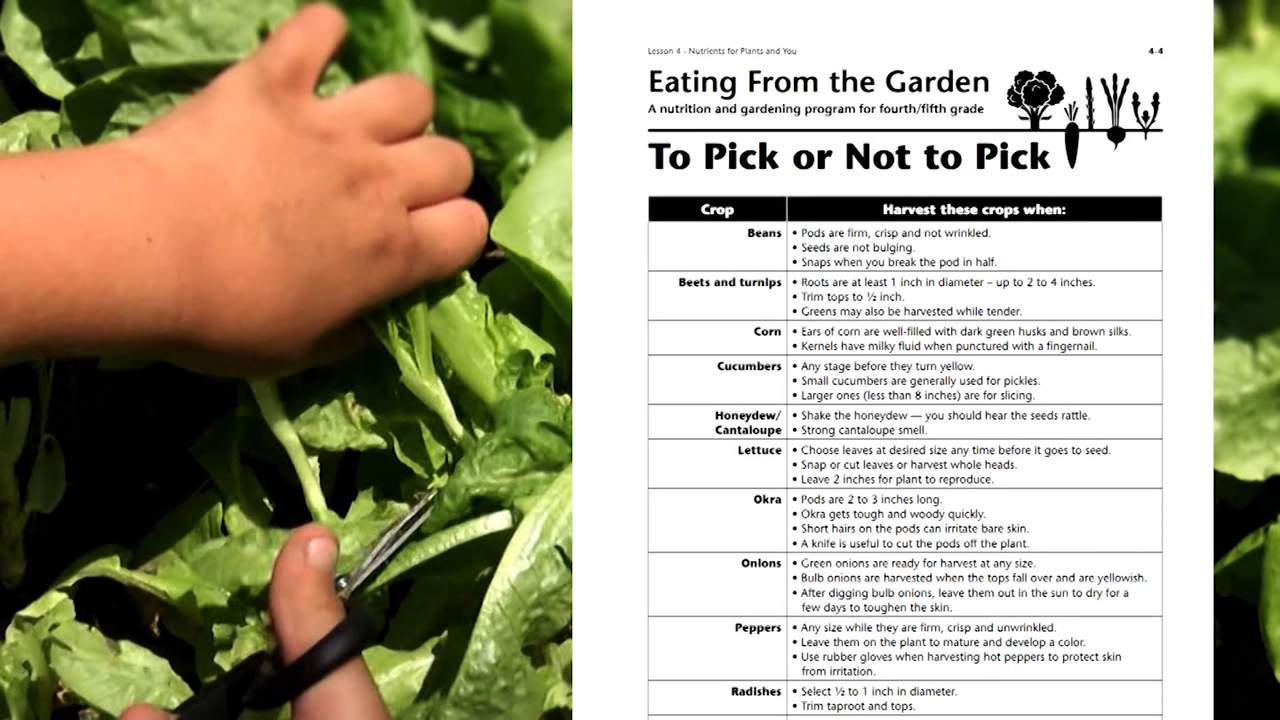 Lesson 4 - Nutrients for Plants and You 4-4
Eating From the Garden
A nutrition and gardening program for fourth/fifth grade
To Pick or Not to Pick
Crop Harvest these crops when:
Beans • Pods are firm, crisp and not wrinkled.
• Seeds are not bulging.
• Snaps when you break the pod in half.
Beets and turnips • Roots are at least 1 inch in diameter – up to 2 to 4 inches.
• Trim tops to ½ inch.
• Greens may also be harvested while tender.
Corn • Ears of corn are well-filled with dark green husks and brown silks.
• Kernels have milky fluid when punctured with a fingernail.
Cucumbers • Any stage before they turn yellow.
• Small cucumbers are generally used for pickles.
• Larger ones (less than 8 inches) are for slicing.
Honeydew/ • Shake the honeydew — you should hear the seeds rattle.
Cantaloupe • Strong cantaloupe smell.
Lettuce • Choose leaves at desired size any time before it goes to seed.
• Snap or cut leaves or harvest whole heads.
• Leave 2 inches for plant to reproduce.
Okra • Pods are 2 to 3 inches long.
• Okra gets tough and woody quickly.
• Short hairs on the pods can irritate bare skin.
• A knife is useful to cut the pods off the plant.
Onions • Green onions are ready for harvest at any size.
• Bulb onions are harvested when the tops fall over and are yellowish.
• After digging bulb onions, leave them out in the sun to dry for a
few days to toughen the skin.
Peppers • Any size while they are firm, crisp and unwrinkled.
• Leave them on the plant to mature and develop a color.
• Use rubber gloves when harvesting hot peppers to protect skin
from irritation.
Radishes • Select ½ to 1 inch in diameter.
• Trim taproot and tops.